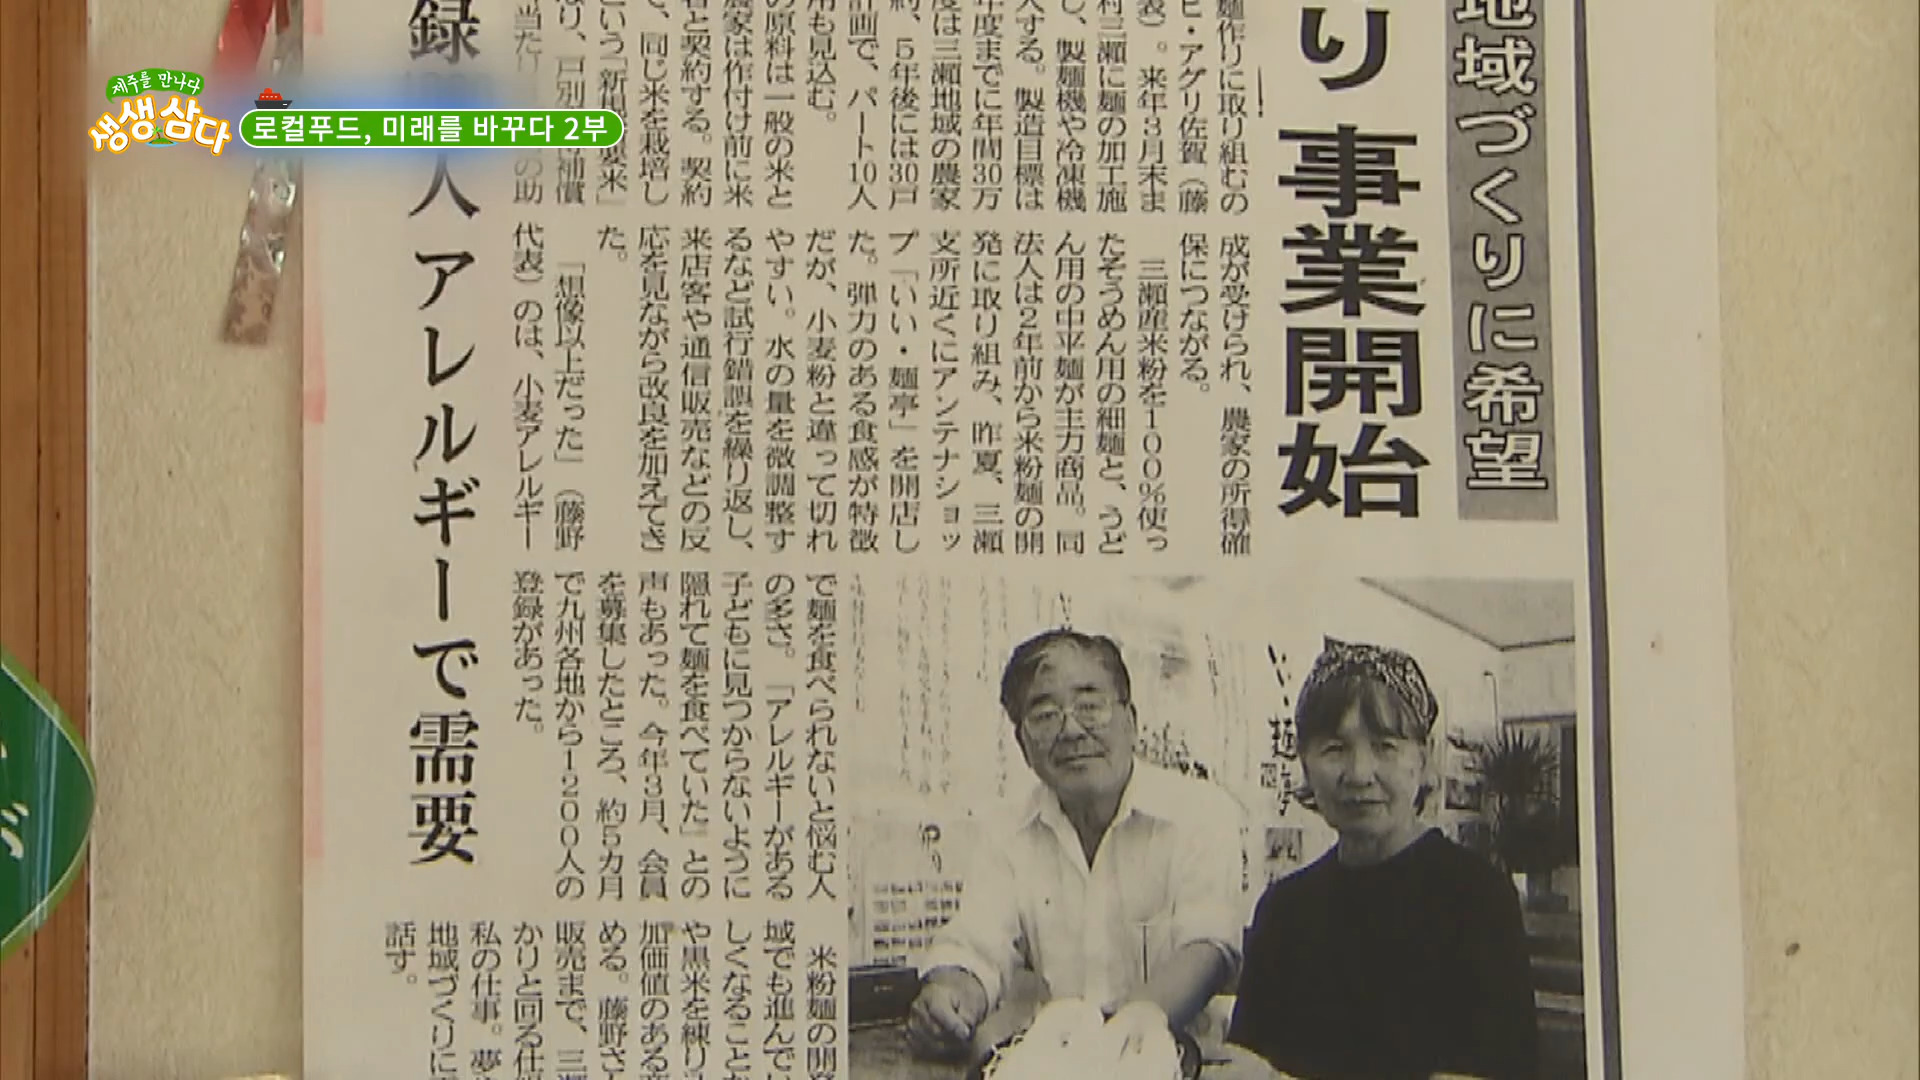 제주를 만나다
생생 삼다
로컬푸드, 미래를 바꾸다 2부
地域づくりに希望
り事業開始
麺作りに取り組むの
ビ・アグリ佐賀(藤
表)。来年3月末ま
村三瀬に麺の加工施
し、製麺機や冷凍機
入する。製造目標は
年度までに年間30万
度は三瀬地域の農家
約、5年後には30戸
計画で、パート10人
用も見込む。
の原料は一般の米と
農家は作付け前に米
者と契約する。契約
で、同じ米を栽培し
という「新規需要米」
なり、戸別
補償
の助
成が受けられ、農家の所得確
保につながる。
三瀬産米粉を100%使っ
たそうめん用の細麺と、うど
ん用の中平麺が主力商品。同
法人は2年前から米粉麺の開
発に取り組み、昨夏、三瀬
支所近くにアンテナショッ
プ「いい・麺亭」を開店し
た。弾力のある食感が特徴
だが、小麦粉と違って切れ
やすい。水の量を微調整す
るなど試行錯誤を繰り返し、
来店客や通信販売などの反
応を見ながら改良を加えてき
た。
「想像以上だった」(藤野
代表)のは、小麦アレルギー
で麺を食べられないと悩む人
の多さ。「アレルギーがある
子どもに見つからないように
隠れて麺を食べていた」との
声もあった。今年3月、会員
を募集したところ、約5カ月
で九州各地から1200人の
登録があった。
米粉麺の開発
域でも進んでい
しくなること
や黒米を練り
加価値のある
める。藤野さ
販売まで、三瀬
かりと回る仕
私の仕事。夢
地域づくりに
話す。
録
人 アレルギーで需要